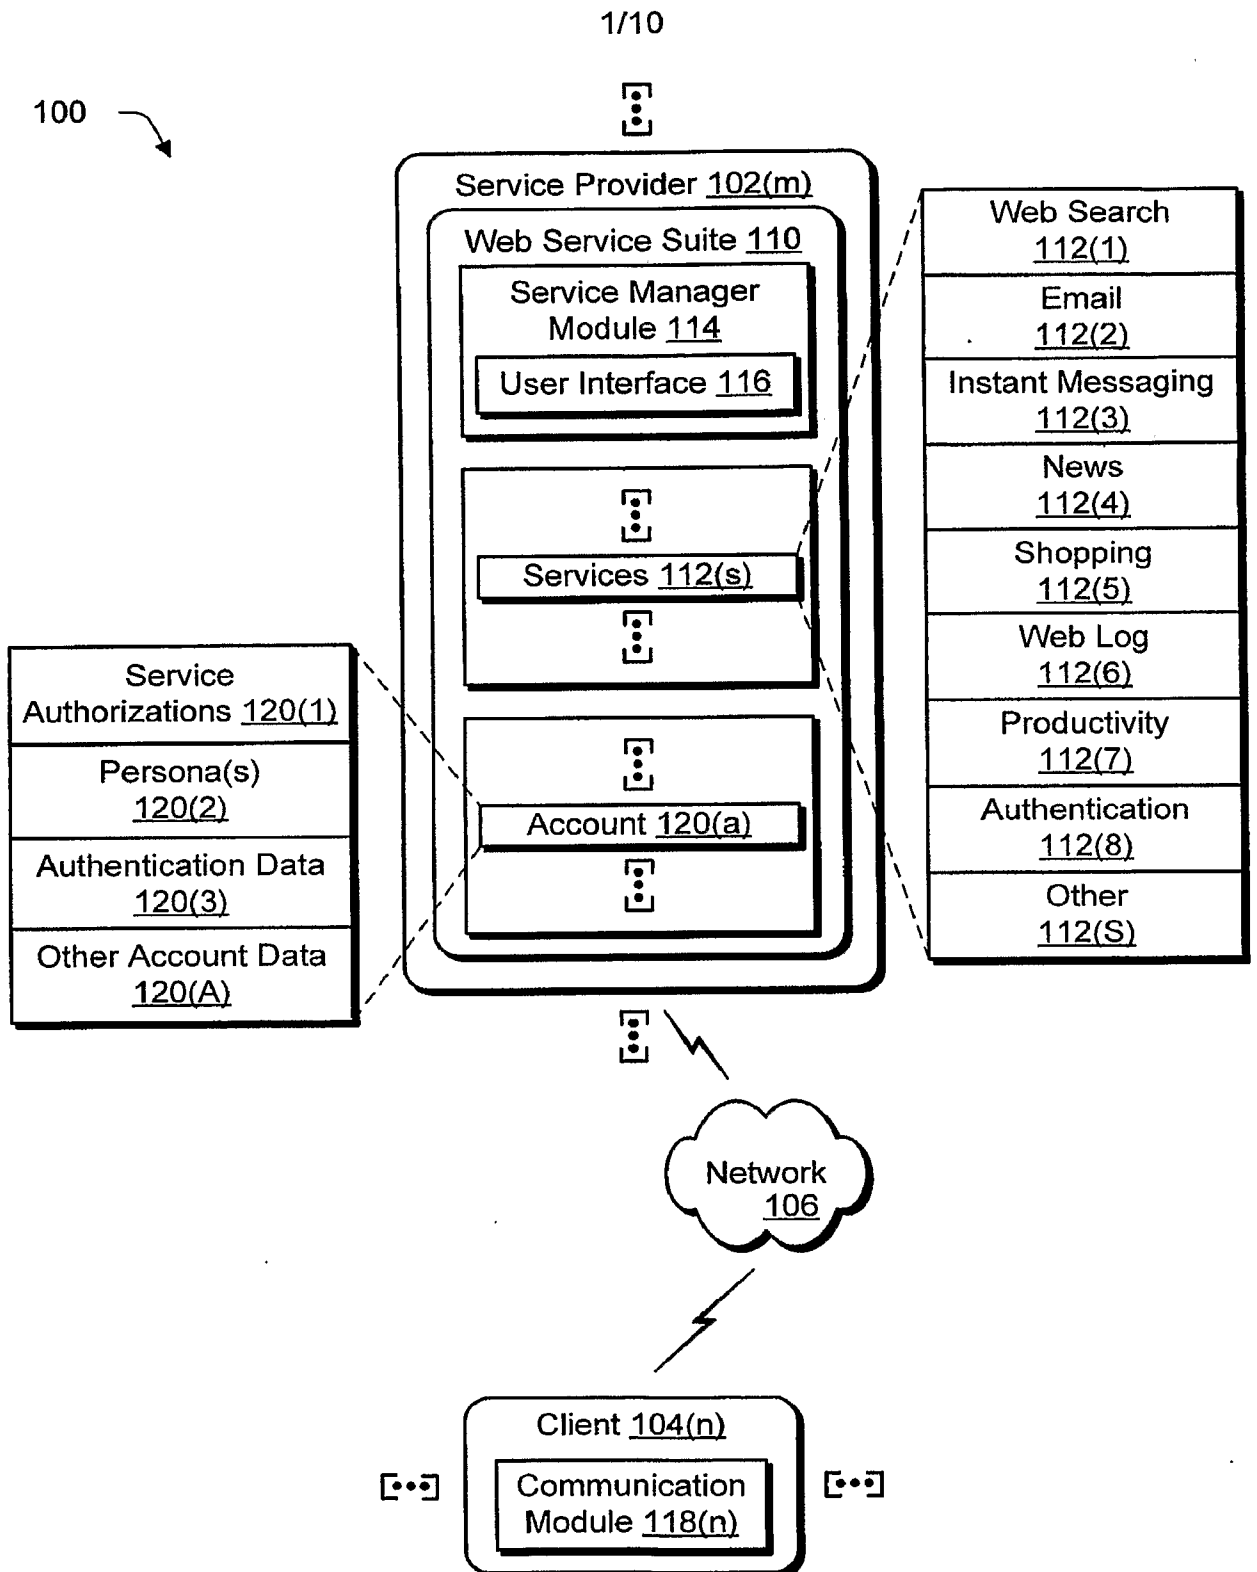 1/10
100
Service Provider 102(m)
Web Service Suite 110
Service Manager
Module 114
User Interface 116
Services 112(s)
Account 120(a)
Web Search
112(1)
Email
112(2)
Instant Messaging
112(3)
News
112(4)
Shopping
112(5)
Web Log
112(6)
Productivity
112(7)
Authentication
112(8)
Other
112(S)
Service
Authorizations 120(1)
Persona(s)
120(2)
Authentication Data
120(3)
Other Account Data
120(A)
Network
106
Client 104(n)
Communication
Module 118(n)